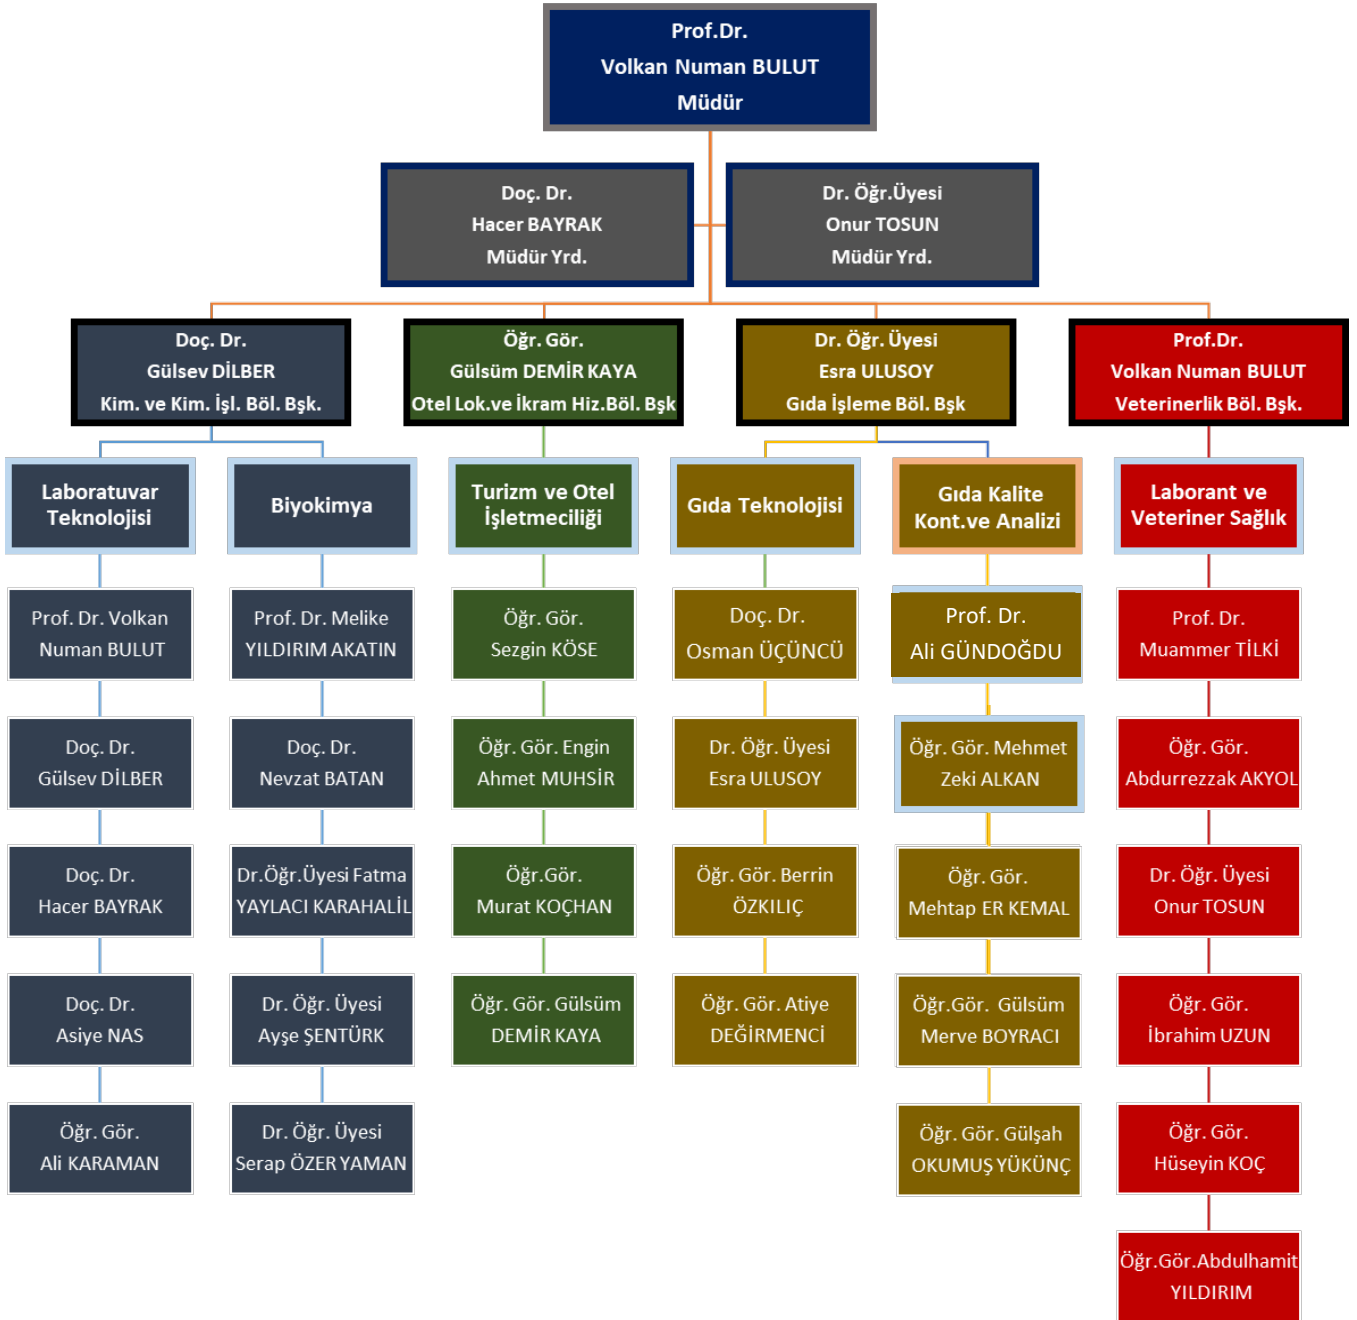 Prof.Dr.
Volkan Numan BULUT
Müdür
Doç. Dr.
Hacer BAYRAK
Müdür Yrd.
Dr. Öğr.Üyesi
Onur TOSUN
Müdür Yrd.
Doç. Dr.
Gülsev DİLBER
Kim. ve Kim. İşl. Böl. Bşk.
Öğr. Gör.
Gülsüm DEMİR KAYA
Otel Lok.ve İkram Hiz.Böl. Bşk
Dr. Öğr. Üyesi
Esra ULUSOY
Gıda İşleme Böl. Bşk
Prof.Dr.
Volkan Numan BULUT
Veterinerlik Böl. Bşk.
Laboratuvar
Teknolojisi
Biyokimya
Turizm ve Otel
İşletmeciliği
Gıda Teknolojisi
Gıda Kalite
Kont.ve Analizi
Laborant ve
Veteriner Sağlık
Prof. Dr. Volkan
Numan BULUT
Prof. Dr. Melike
YILDIRIM AKATIN
Öğr. Gör.
Sezgin KÖSE
Doç. Dr.
Osman ÜÇÜNCÜ
Prof. Dr.
Ali GÜNDOĞDU
Prof. Dr.
Muammer TİLKİ
Doç. Dr.
Gülsev DİLBER
Doç. Dr.
Nevzat BATAN
Öğr. Gör. Engin
Ahmet MUHSİR
Dr. Öğr. Üyesi
Esra ULUSOY
Öğr. Gör. Mehmet
Zeki ALKAN
Öğr. Gör.
Abdurrezzak AKYOL
Doç. Dr.
Hacer BAYRAK
Dr.Öğr.Üyesi Fatma
YAYLACI KARAHALİL
Öğr.Gör.
Murat KOÇHAN
Öğr. Gör. Berrin
ÖZKILIÇ
Öğr. Gör.
Mehtap ER KEMAL
Dr. Öğr. Üyesi
Onur TOSUN
Doç. Dr.
Asiye NAS
Dr. Öğr. Üyesi
Ayşe ŞENTÜRK
Öğr. Gör. Gülsüm
DEMİR KAYA
Öğr. Gör. Atiye
DEĞİRMENCİ
Öğr.Gör.  Gülsüm
Merve BOYRACI
Öğr. Gör.
İbrahim UZUN
Öğr. Gör.
Ali KARAMAN
Dr. Öğr. Üyesi
Serap ÖZER YAMAN
Öğr. Gör. Gülşah
OKUMUŞ YÜKÜNÇ
Öğr. Gör.
Hüseyin KOÇ
Öğr.Gör.Abdulhamit
YILDIRIM